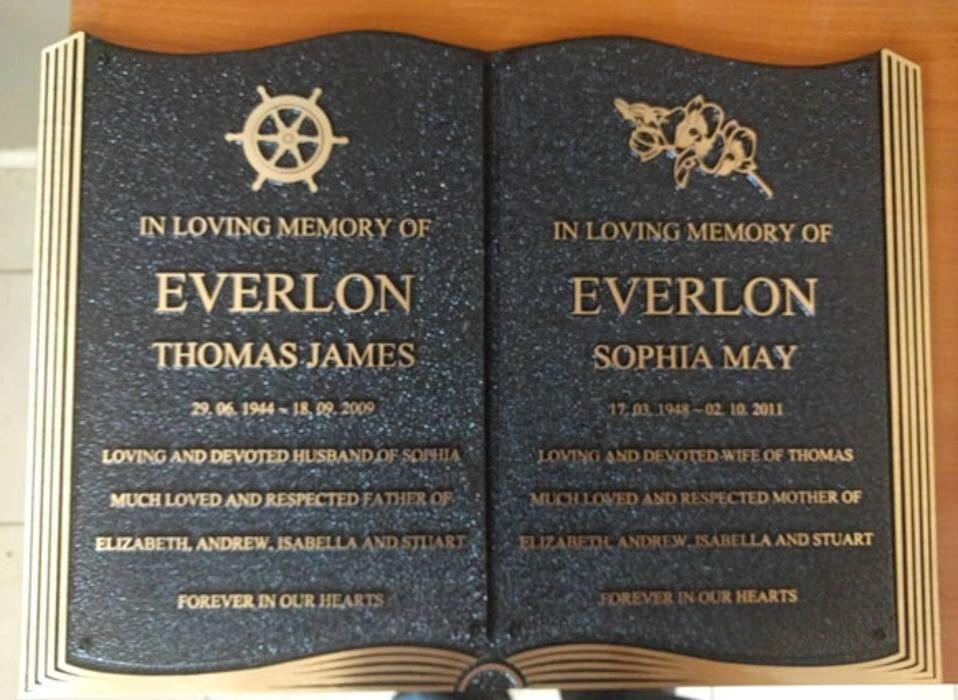 IN LOVING MEMORY OF
EVERLON
THOMAS JAMES
29. 06. 1944 ~ 18. 09. 2009
LOVING AND DEVOTED HUSBAND OF SOPHIA
MUCH LOVED AND RESPECTED FATHER OF
ELIZABETH, ANDREW, ISABELLA AND STUART
FOREVER IN OUR HEARTS
IN LOVING MEMORY OF
EVERLON
SOPHIA MAY
17. 03. 1948 ~ 02. 10. 2011
LOVING AND DEVOTED WIFE OF THOMAS
MUCH LOVED AND RESPECTED MOTHER OF
ELIZABETH, ANDREW, ISABELLA AND STUART
FOREVER IN OUR HEARTS